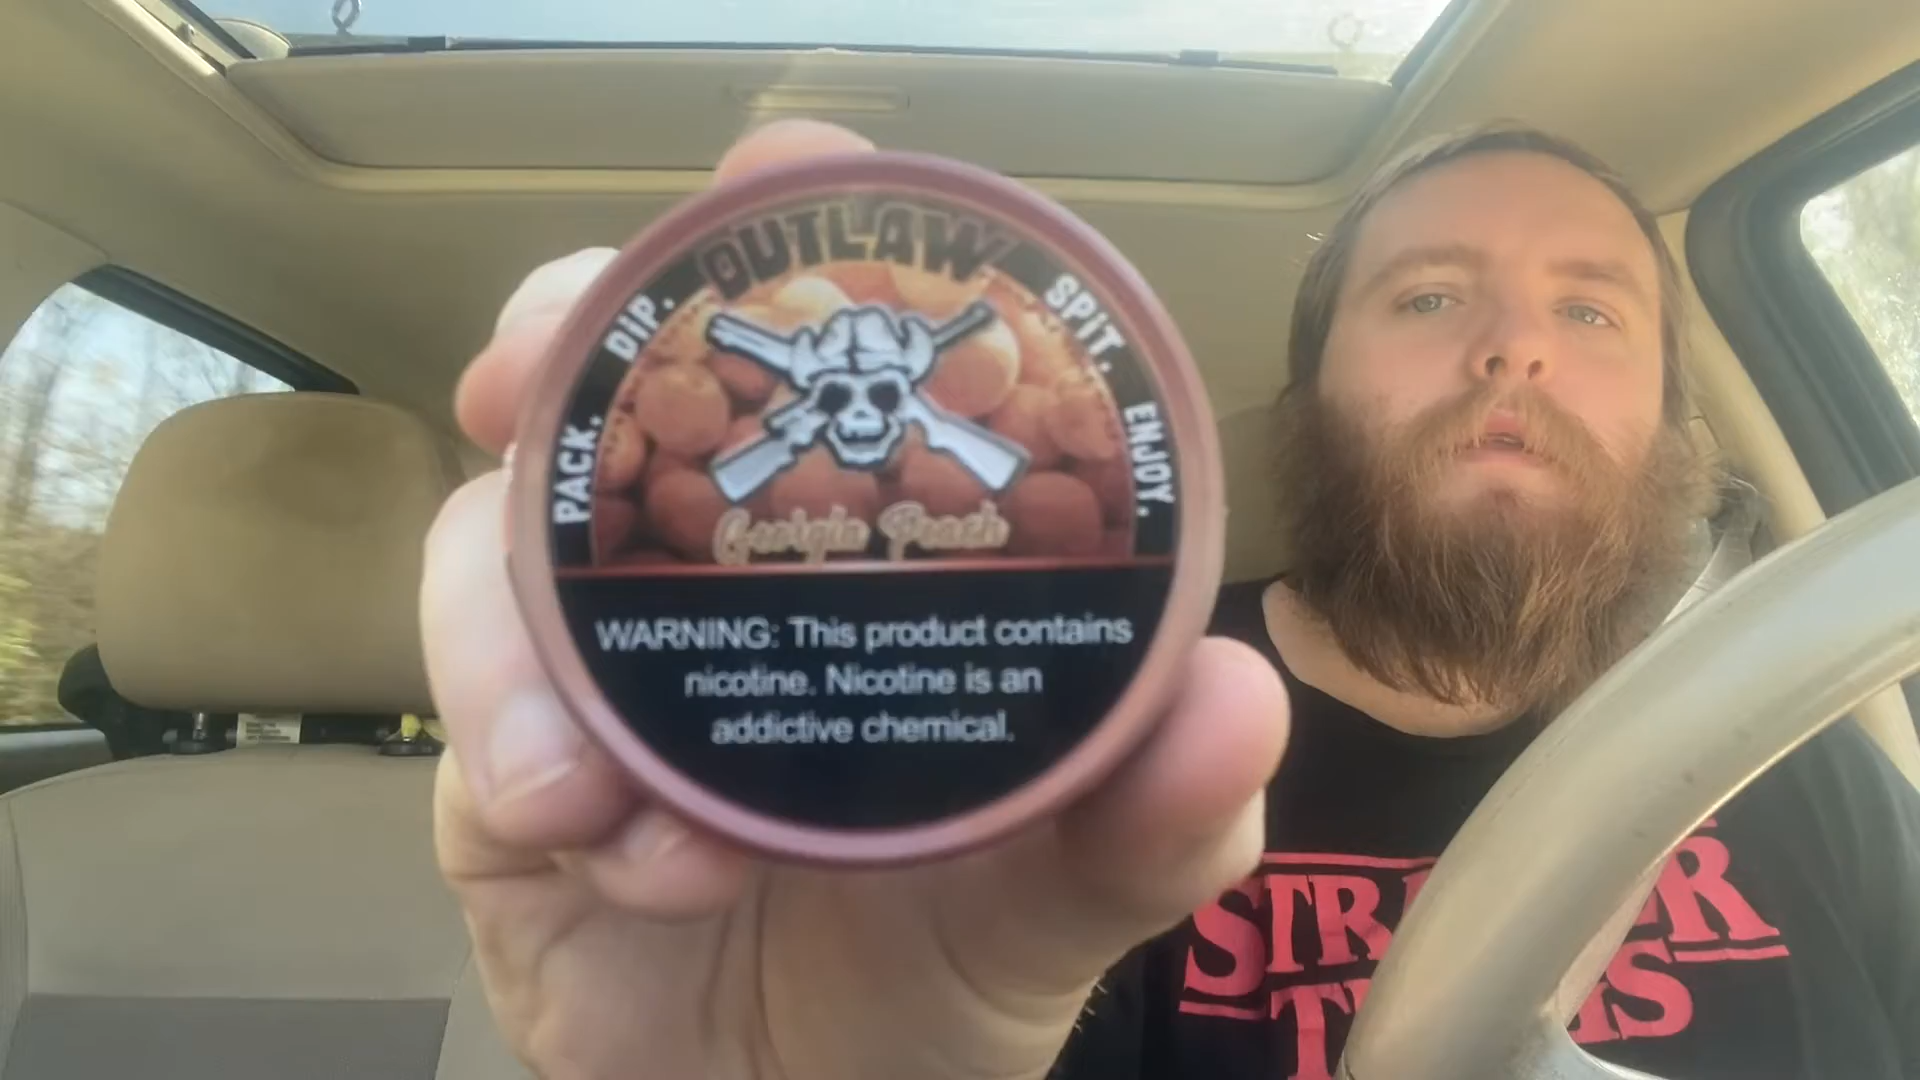 OUTLAW
PACK. DIP. SPIT. ENJOY.
Georgia Peach
WARNING: This product contains
nicotine. Nicotine is an
addictive chemical.